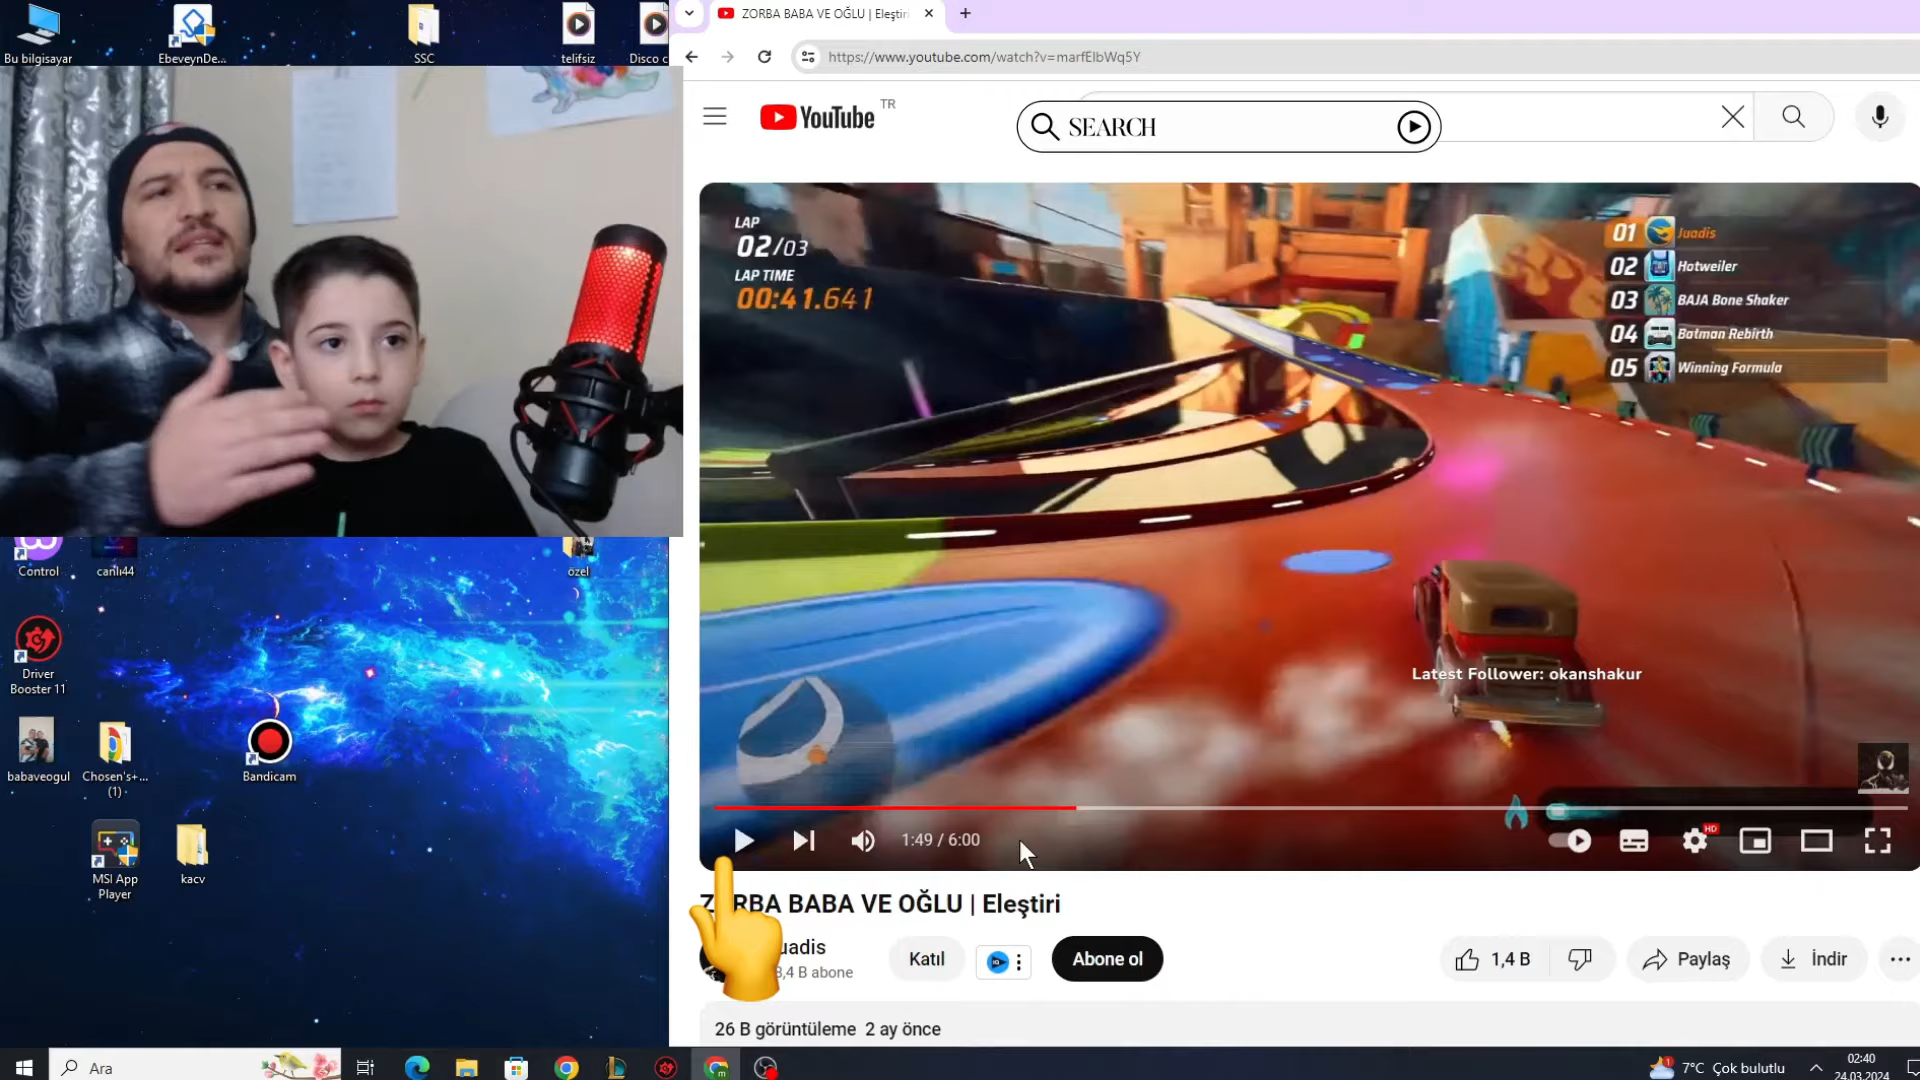 Bu bilgisayar
EbeveynDe...
SSC
telifsiz
Disco c
ZORBA BABA VE OĞLU | Eleştiri
https://www.youtube.com/watch?v=marfElbWq5Y
YouTube TR
SEARCH
LAP
02/03
LAP TIME
00:41.641
01 Juadis
02 Hotweiler
03 BAJA Bone Shaker
04 Batman Rebirth
05 Winning Formula
Control
canlı44
özel
Driver
Booster 11
babaveogul
Chosen's+...
(1)
Bandicam
MSI App
Player
kacv
Latest Follower: okanshakur
1:49 / 6:00
HD
BABA VE OĞLU | Eleştiri
uadis
8,4 B abone
Katıl
Abone ol
1,4 B
Paylaş
İndir
26 B görüntüleme 2 ay önce
Ara
7°C Çok bulutlu
02:40
24.03.2024